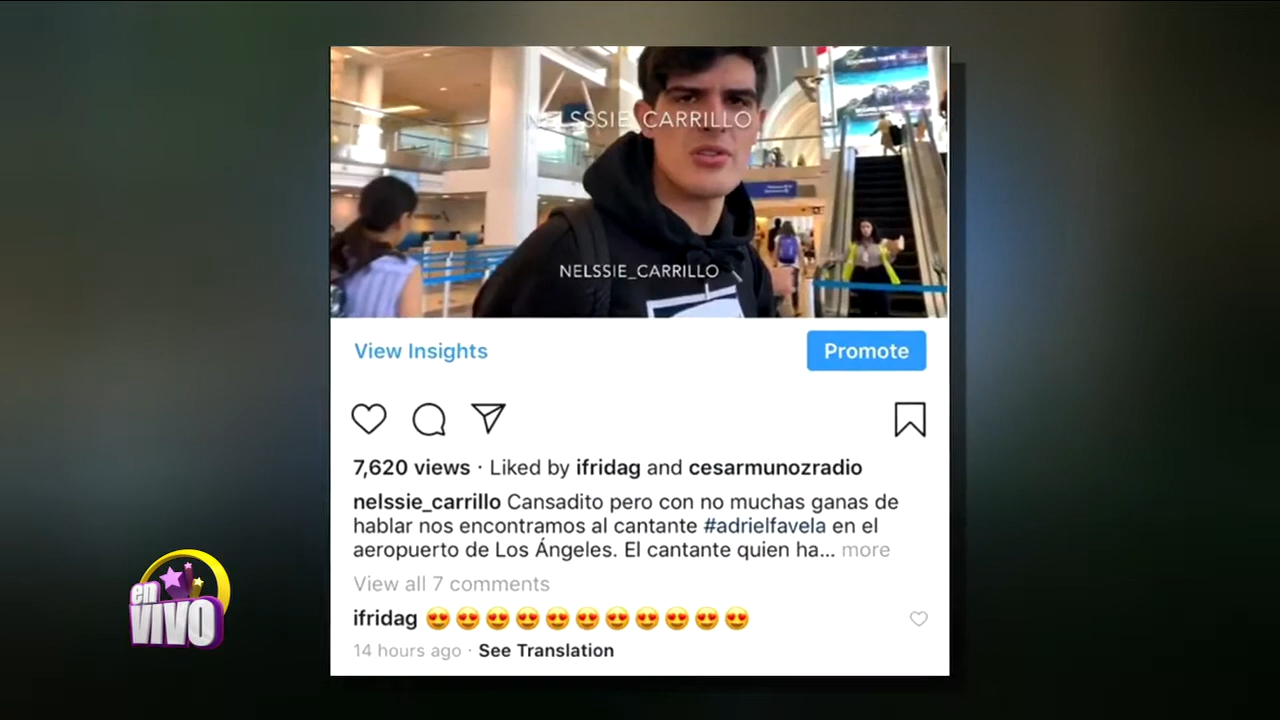 NELSSIE_CARRILLO
NELSSIE_CARRILLO
View Insights
Promote
7,620 views · Liked by ifridag and cesarmunozradio
nelssie_carrillo Cansadito pero con no muchas ganas de
hablar nos encontramos al cantante #adrielfavela en el
aeropuerto de Los Ángeles. El cantante quien ha... more
View all 7 comments
ifridag 😍😍😍😍😍😍😍😍😍😍😍
14 hours ago · See Translation
en
VIVO